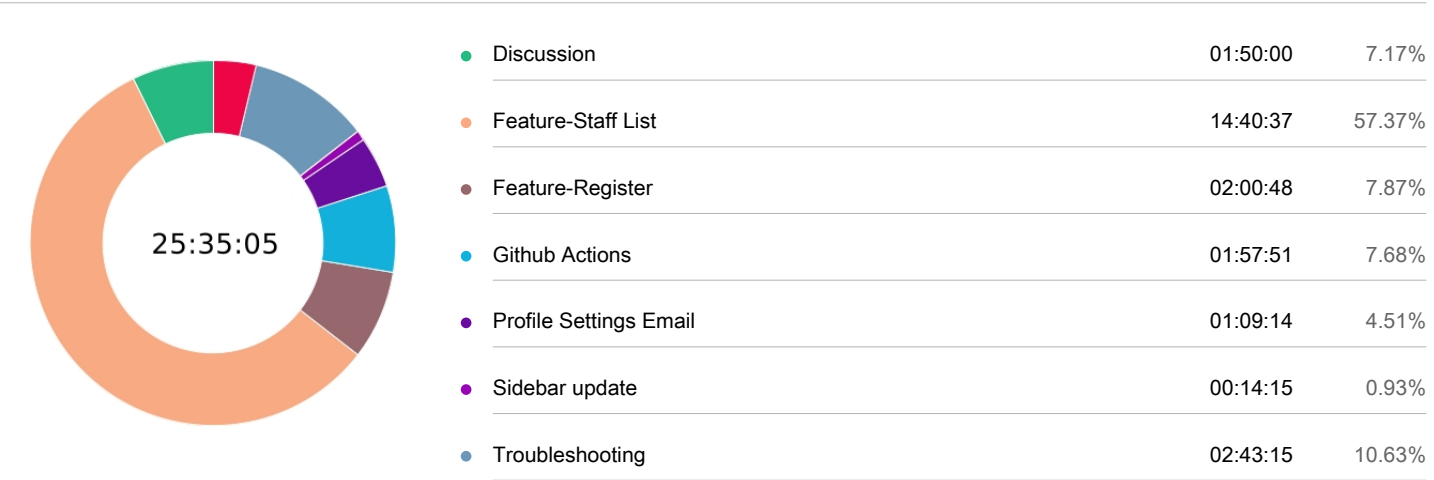 25:35:05
Discussion 01:50:00 7.17%
Feature-Staff List 14:40:37 57.37%
Feature-Register 02:00:48 7.87%
Github Actions 01:57:51 7.68%
Profile Settings Email 01:09:14 4.51%
Sidebar update 00:14:15 0.93%
Troubleshooting 02:43:15 10.63%